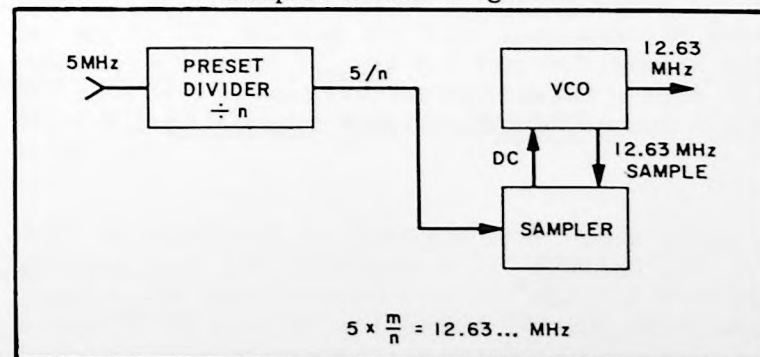 5MHz
PRESET
DIVIDER
÷ n
5/n
VCO
12.63
MHz
DC
12.63 MHz
SAMPLE
SAMPLER
5 x m/n = 12.63... MHz